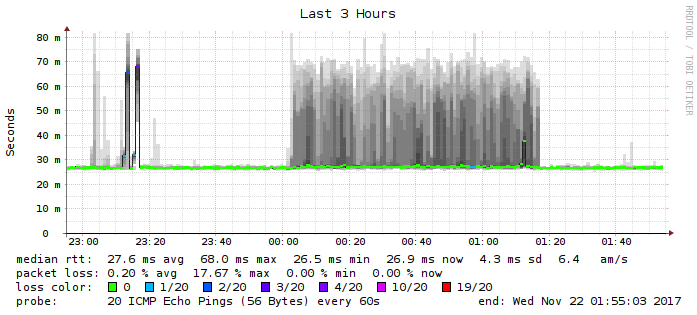 Last 3 Hours
RRDTOOL / TOBI OETIKER
Seconds
80 m
70 m
60 m
50 m
40 m
30 m
20 m
10 m
0
23:00 23:20 23:40 00:00 00:20 00:40 01:00 01:20 01:40
median rtt: 27.6 ms avg 68.0 ms max 26.5 ms min 26.9 ms now 4.3 ms sd 6.4 am/s
packet loss: 0.20 % avg 17.67 % max 0.00 % min 0.00 % now
loss color: 0 1/20 2/20 3/20 4/20 10/20 19/20
probe: 20 ICMP Echo Pings (56 Bytes) every 60s end: Wed Nov 22 01:55:03 2017